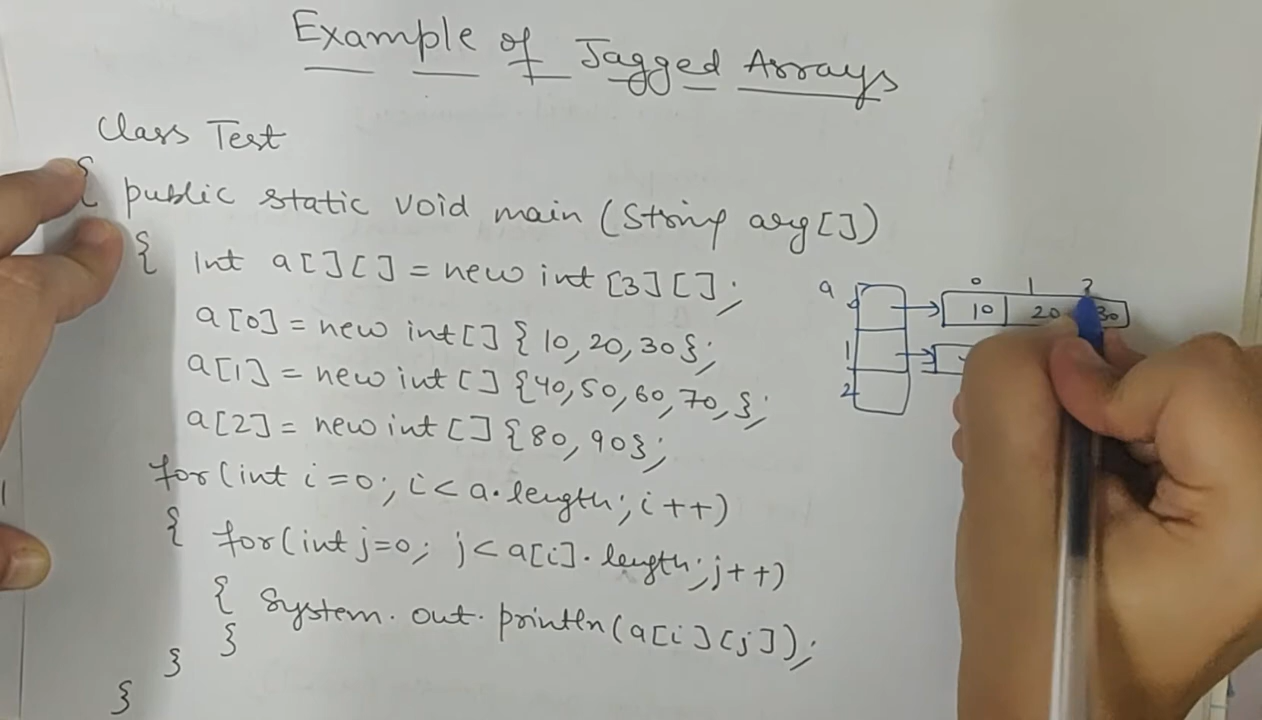 Example of Jagged Arrays
Class Test
{ public static void main (String arg[])
{ Int a[][] = new int [3][];
a[0] = new int[] {10,20,30};
a[1] = new int [] {40,50,60,70,};
a[2] = new int [] {80,90};
for(int i=0; i<a.length; i++)
{ for(int j=0; j<a[i].length; j++)
{ System.out.println(a[i][j]);
}
}
}
0 1 2
a
0 10 20 30
1
2